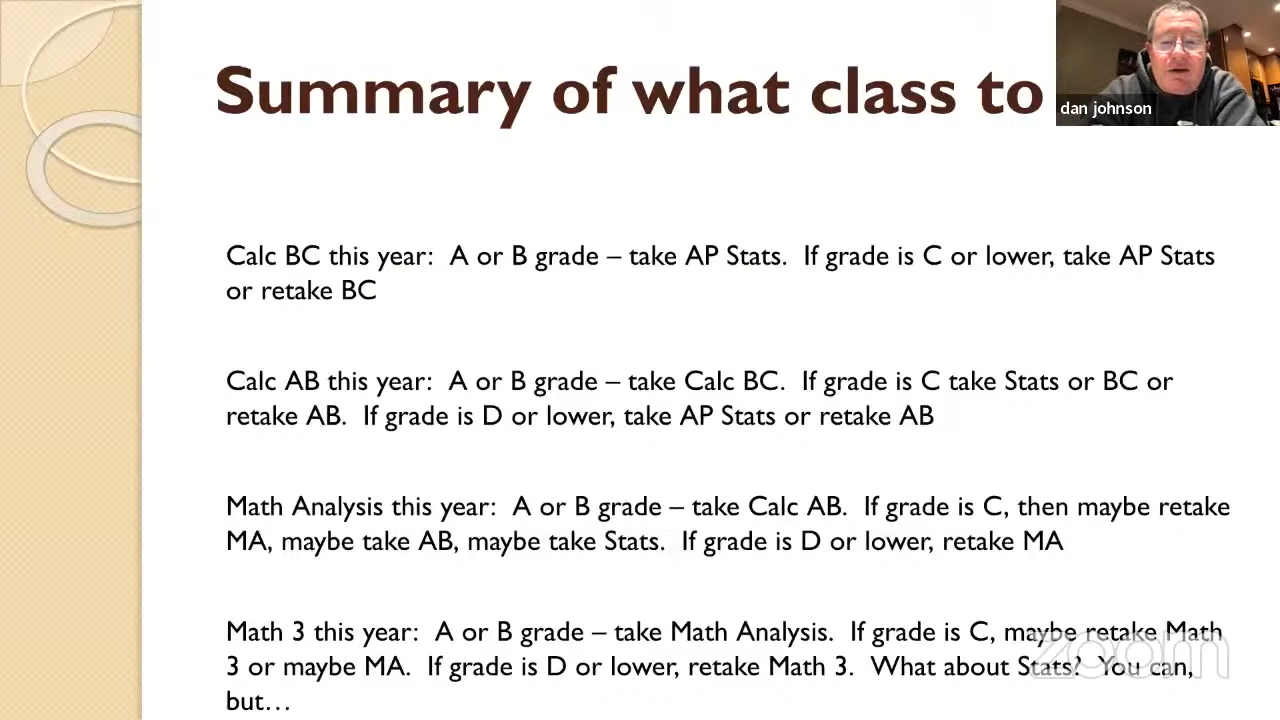 Summary of what class to
dan johnson
Calc BC this year:  A or B grade – take AP Stats.  If grade is C or lower, take AP Stats
or retake BC
Calc AB this year:  A or B grade – take Calc BC.  If grade is C take Stats or BC or
retake AB.  If grade is D or lower, take AP Stats or retake AB
Math Analysis this year:  A or B grade – take Calc AB.  If grade is C, then maybe retake
MA, maybe take AB, maybe take Stats.  If grade is D or lower, retake MA
Math 3 this year:  A or B grade – take Math Analysis.  If grade is C, maybe retake Math
3 or maybe MA.  If grade is D or lower, retake Math 3.  What about Stats?  You can,
but…
zoom